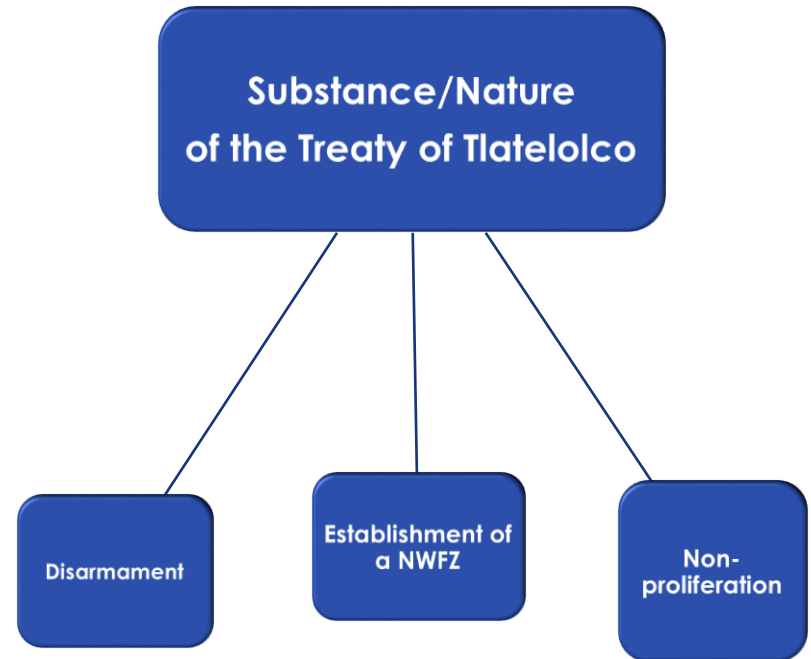 Substance/Nature
of the Treaty of Tlatelolco
Disarmament
Establishment of
a NWFZ
Non-
proliferation